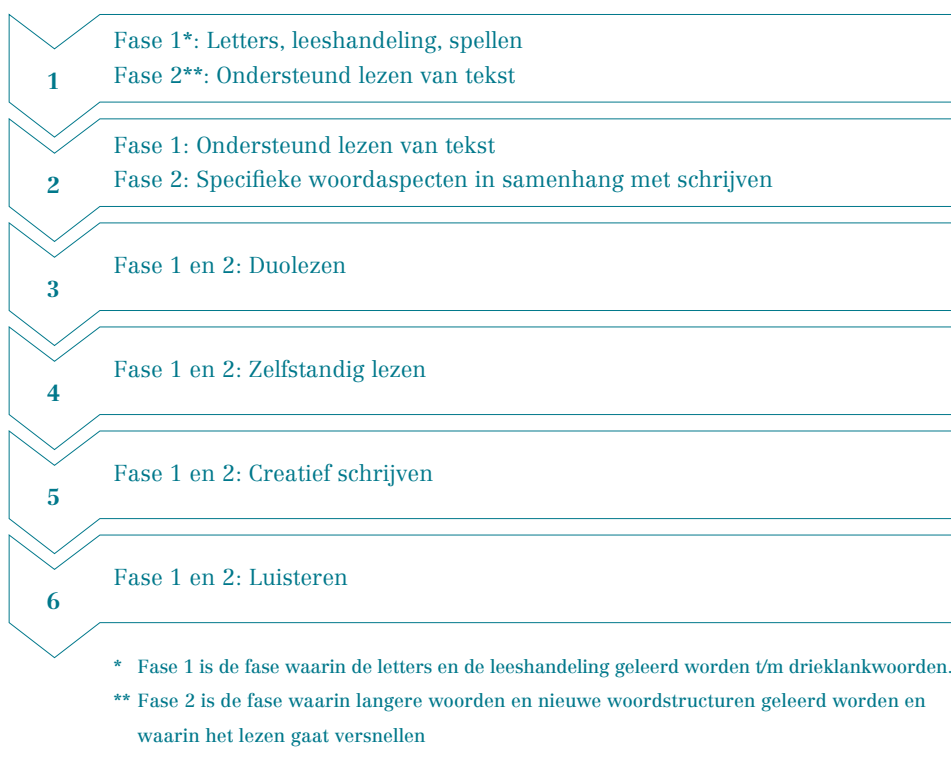 Fase 1*: Letters, leeshandeling, spellen
Fase 2**: Ondersteund lezen van tekst
1
Fase 1: Ondersteund lezen van tekst
Fase 2: Specifieke woordaspecten in samenhang met schrijven
2
Fase 1 en 2: Duolezen
3
Fase 1 en 2: Zelfstandig lezen
4
Fase 1 en 2: Creatief schrijven
5
Fase 1 en 2: Luisteren
6
* Fase 1 is de fase waarin de letters en de leeshandeling geleerd worden t/m drieklankwoorden.
** Fase 2 is de fase waarin langere woorden en nieuwe woordstructuren geleerd worden en
waarin het lezen gaat versnellen